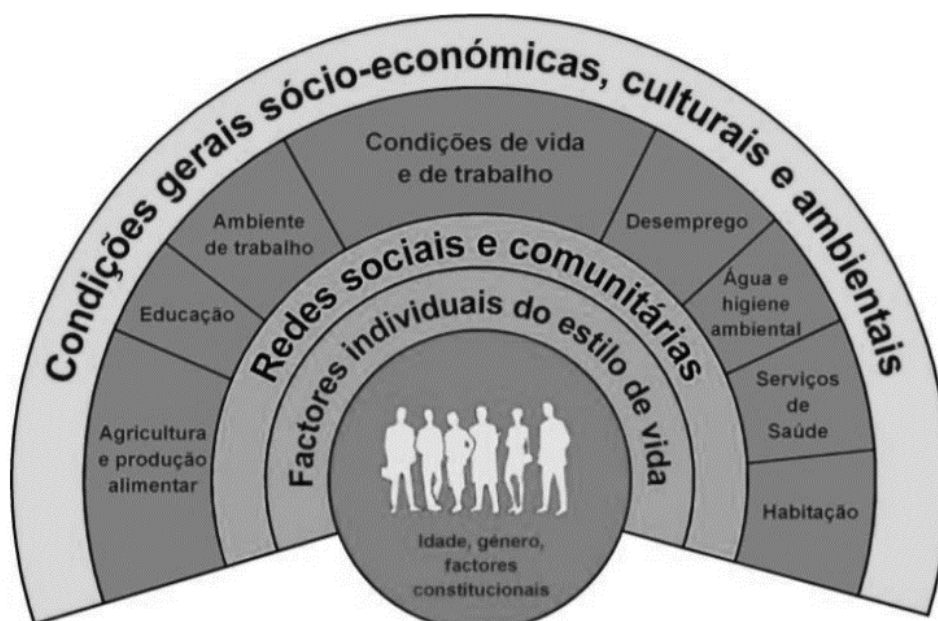 Condições gerais sócio-económicas, culturais e ambientais
Agricultura
e produção
alimentar
Educação
Ambiente
de trabalho
Condições de vida
e de trabalho
Desemprego
Água e
higiene
ambiental
Serviços
de
Saúde
Habitação
Redes sociais e comunitárias
Factores individuais do estilo de vida
Idade, género,
factores
constitucionais